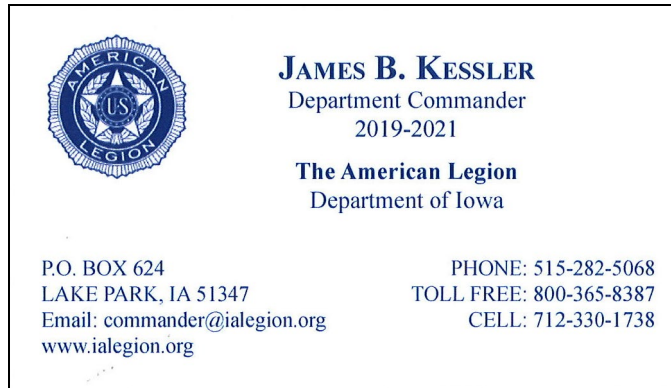 AMERICAN
U·S
LEGION
JAMES B. KESSLER
Department Commander
2019-2021
The American Legion
Department of Iowa
P.O. BOX 624
LAKE PARK, IA 51347
Email: commander@ialegion.org
www.ialegion.org
PHONE: 515-282-5068
TOLL FREE: 800-365-8387
CELL: 712-330-1738